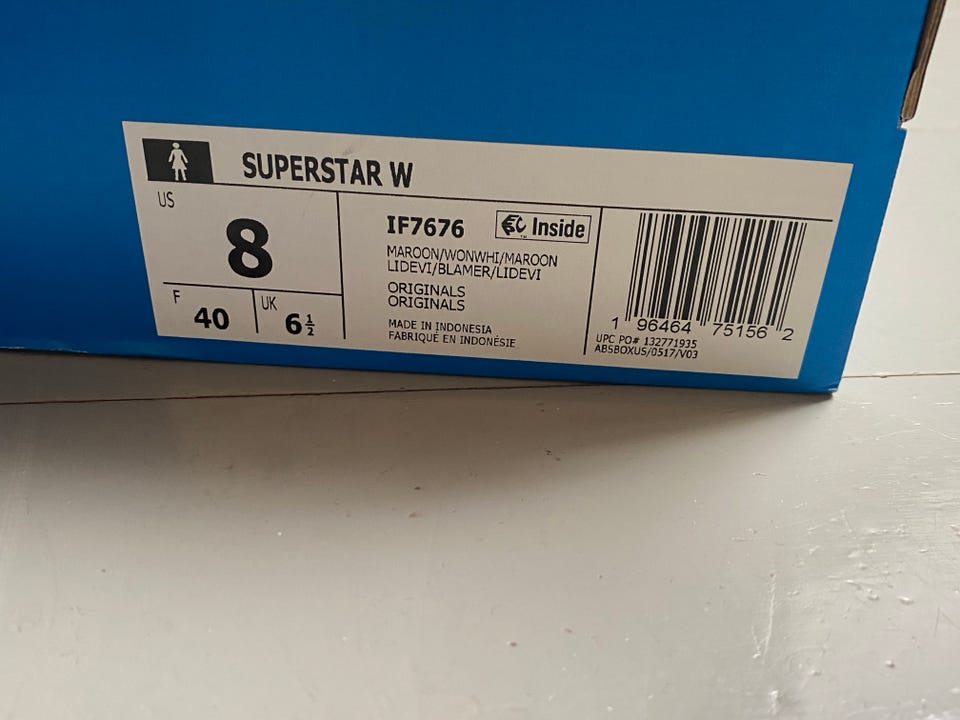 SUPERSTAR W
US
8
F
40
UK
6½
IF7676
EC Inside
MAROON/WONWHI/MAROON
LIDEVI/BLAMER/LIDEVI
ORIGINALS
ORIGINALS
MADE IN INDONESIA
FABRIQUÉ EN INDONÉSIE
1 96464 75156 2
UPC PO# 132771935
ABSBOXUS/0517/V03